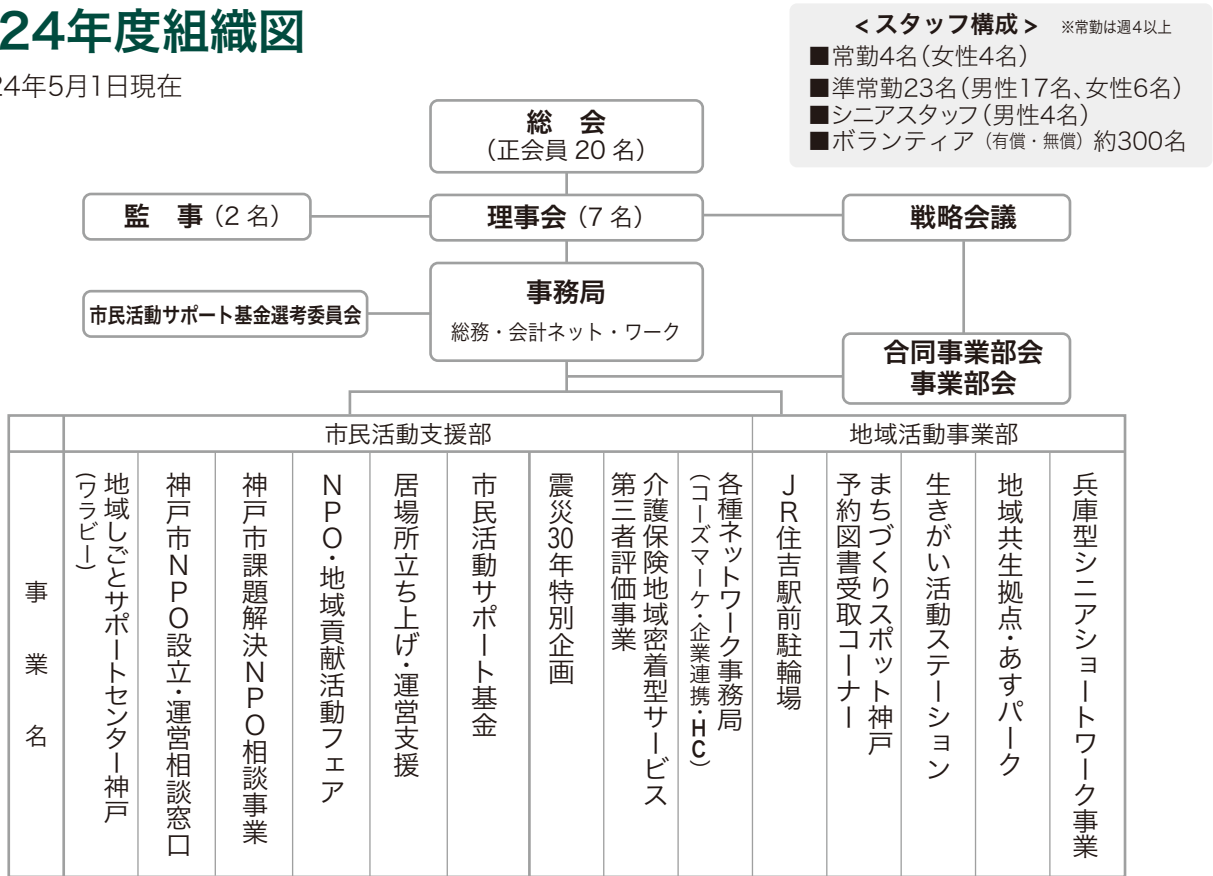 24年度組織図
24年5月1日現在
<スタッフ構成> ※常勤は週4以上
■常勤4名(女性4名)
■準常勤23名(男性17名、女性6名)
■シニアスタッフ(男性4名)
■ボランティア(有償・無償)約300名
総 会
(正会員 20 名)
監 事(2 名)
理事会(7 名)
戦略会議
事務局
総務・会計ネット・ワーク
市民活動サポート基金選考委員会
合同事業部会
事業部会
市民活動支援部
地域活動事業部
事業名
地域しごとサポートセンター神戸
(ワラビー)
神戸市NPO設立・運営相談窓口
神戸市課題解決NPO相談事業
NPO・地域貢献活動フェア
居場所立ち上げ・運営支援
市民活動サポート基金
震災30年特別企画
介護保険地域密着型サービス
第三者評価事業
各種ネットワーク事務局
(コーズマーケ・企業連携・HC)
JR住吉駅前駐輪場
まちづくりスポット神戸
予約図書受取コーナー
生きがい活動ステーション
地域共生拠点・あすパーク
兵庫型シニアショートワーク事業